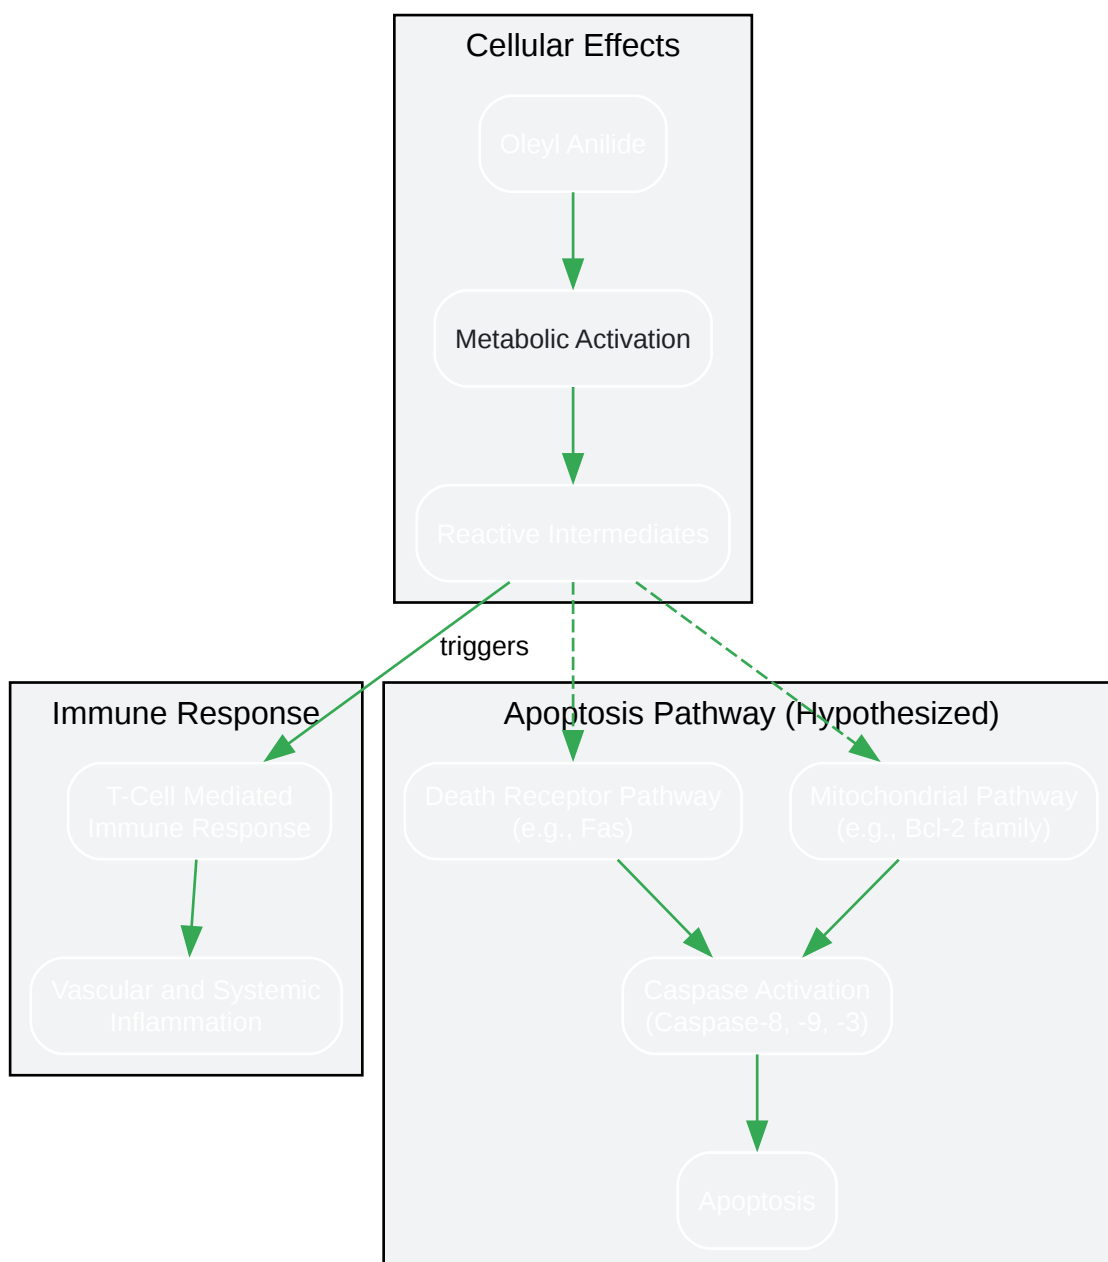 Cellular Effects
Oleyl Anilide
Metabolic Activation
Reactive Intermediates
triggers
Immune Response
T-Cell Mediated
Immune Response
Vascular and Systemic
Inflammation
Apoptosis Pathway (Hypothesized)
Death Receptor Pathway
(e.g., Fas)
Mitochondrial Pathway
(e.g., Bcl-2 family)
Caspase Activation
(Caspase-8, -9, -3)
Apoptosis